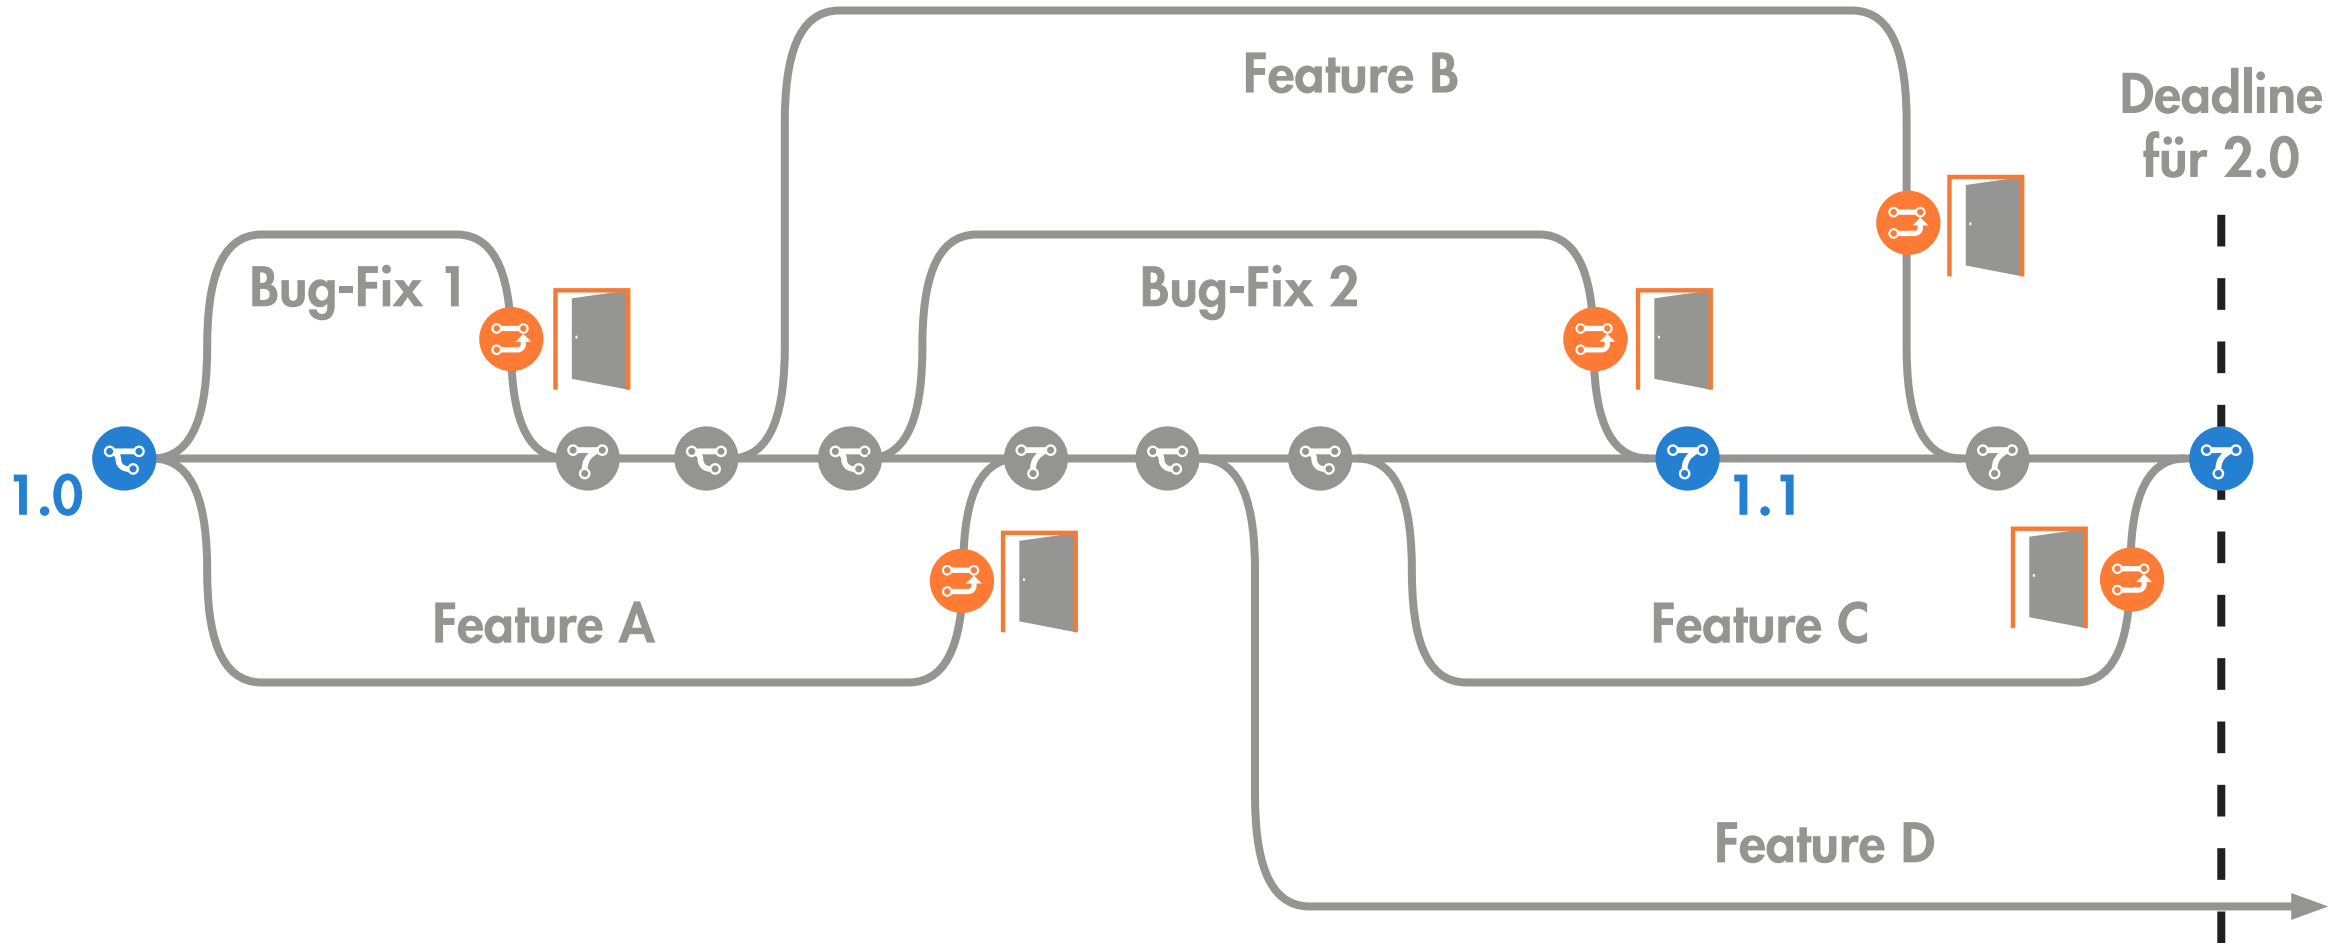 Feature B
Deadline
für 2.0
Bug-Fix 1
Bug-Fix 2
1.0
1.1
Feature A
Feature C
Feature D